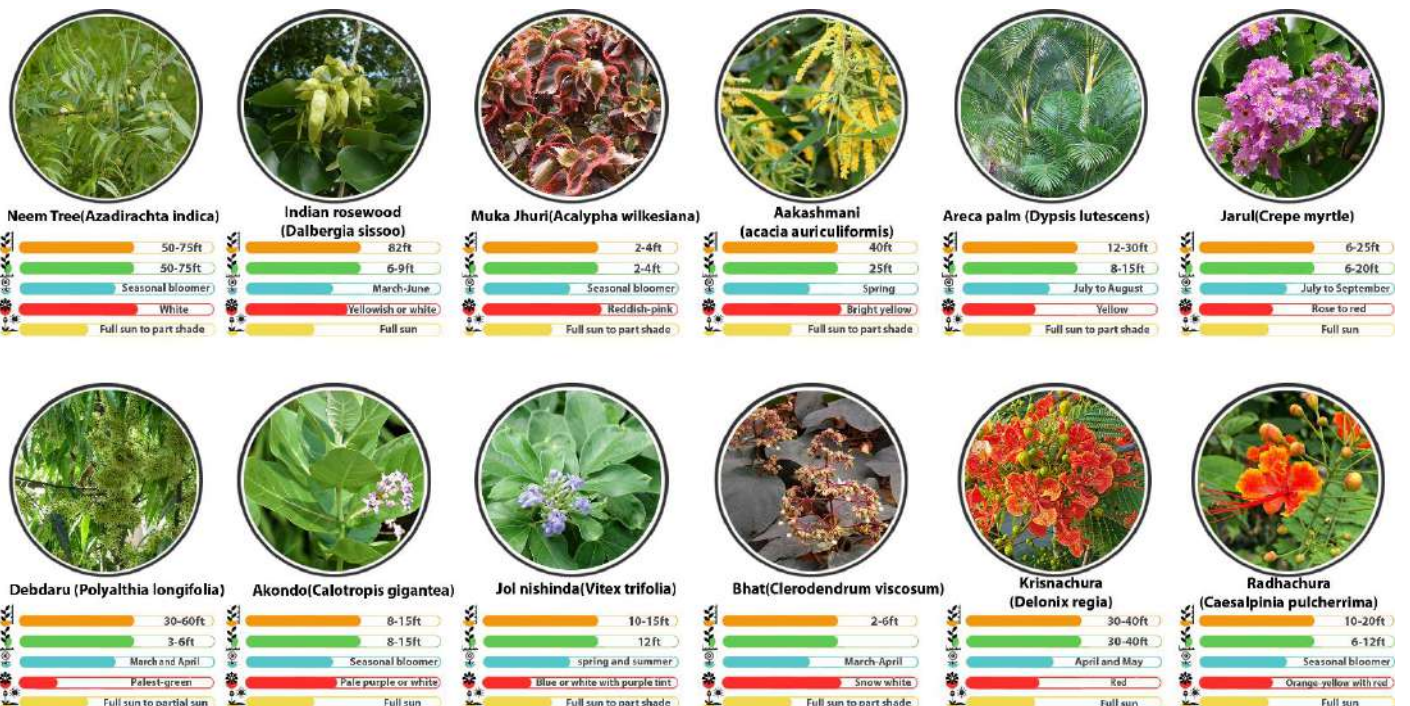 Neem Tree(Azadirachta indica)
50-75ft
50-75ft
Seasonal bloomer
White
Full sun to part shade
Indian rosewood
(Dalbergia sissoo)
82ft
6-9ft
March-June
Yellowish or white
Full sun
Muka Jhuri(Acalypha wilkesiana)
2-4ft
2-4ft
Seasonal bloomer
Reddish-pink
Full sun to part shade
Aakashmani
(acacia auriculiformis)
40ft
25ft
Spring
Bright yellow
Full sun to part shade
Areca palm (Dypsis lutescens)
12-30ft
8-15ft
July to August
Yellow
Full sun to part shade
Jarul(Crepe myrtle)
6-25ft
6-20ft
July to September
Rose to red
Full sun
Debdaru (Polyalthia longifolia)
30-60ft
3-6ft
March and April
Palest-green
Full sun to partial sun
Akondo(Calotropis gigantea)
8-15ft
8-15ft
Seasonal bloomer
Pale purple or white
Full sun
Jol nishinda(Vitex trifolia)
10-15ft
12ft
spring and summer
Blue or white with purple tint
Full sun to part shade
Bhat(Clerodendrum viscosum)
2-6ft
March-April
Snow white
Full sun to part shade
Krisnachura
(Delonix regia)
30-40ft
30-40ft
April and May
Red
Full sun
Radhachura
(Caesalpinia pulcherrima)
10-20ft
6-12ft
Seasonal bloomer
Orange-yellow with red
Full sun